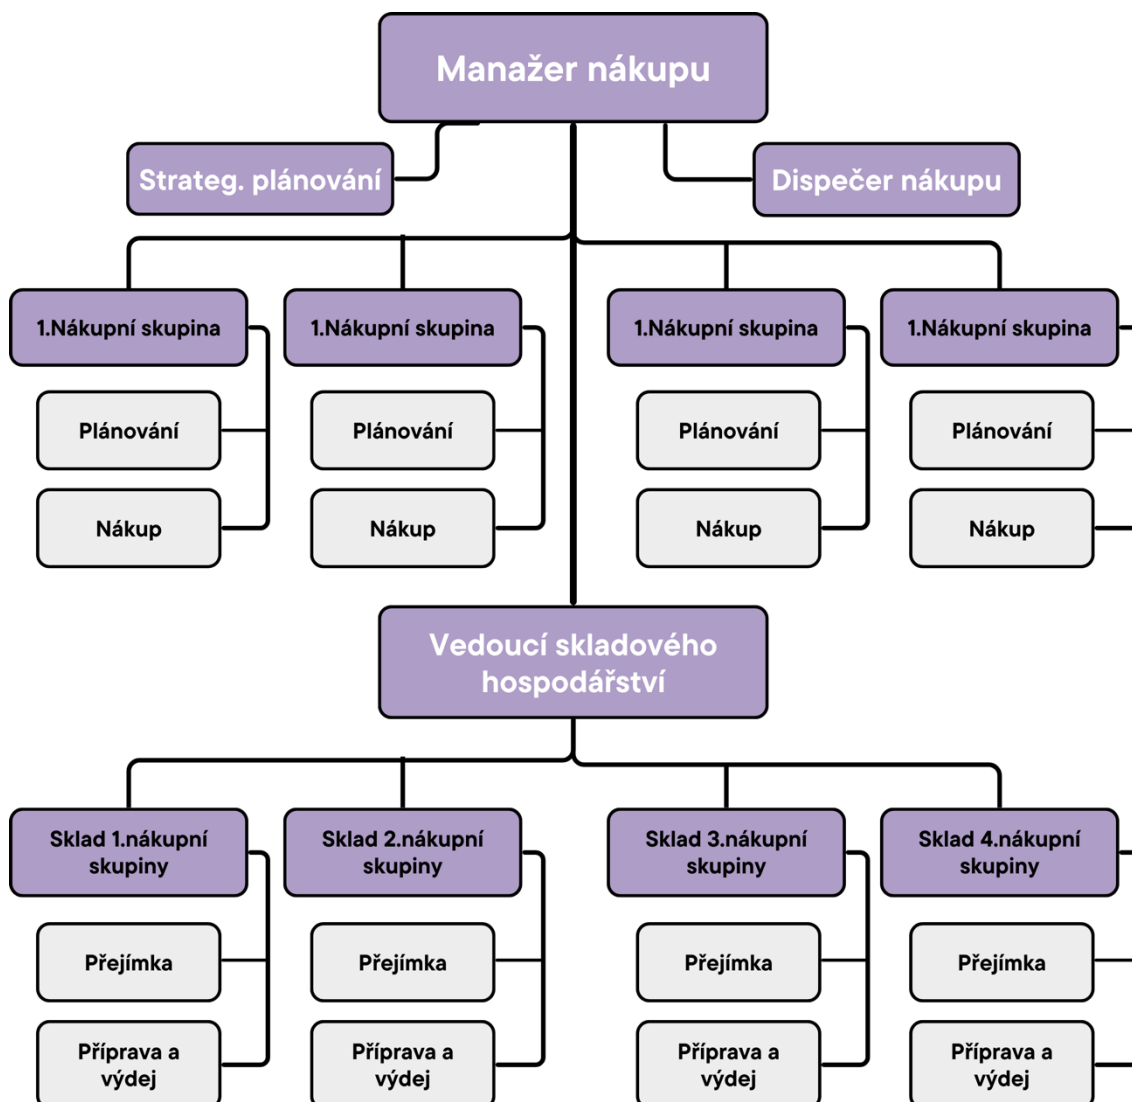 Manažer nákupu
Strateg. plánování
Dispečer nákupu
1.Nákupní skupina
1.Nákupní skupina
1.Nákupní skupina
1.Nákupní skupina
Plánování
Plánování
Plánování
Plánování
Nákup
Nákup
Nákup
Nákup
Vedoucí skladového
hospodářství
Sklad 1.nákupní
skupiny
Sklad 2.nákupní
skupiny
Sklad 3.nákupní
skupiny
Sklad 4.nákupní
skupiny
Přejímka
Přejímka
Přejímka
Přejímka
Příprava a
výdej
Příprava a
výdej
Příprava a
výdej
Příprava a
výdej